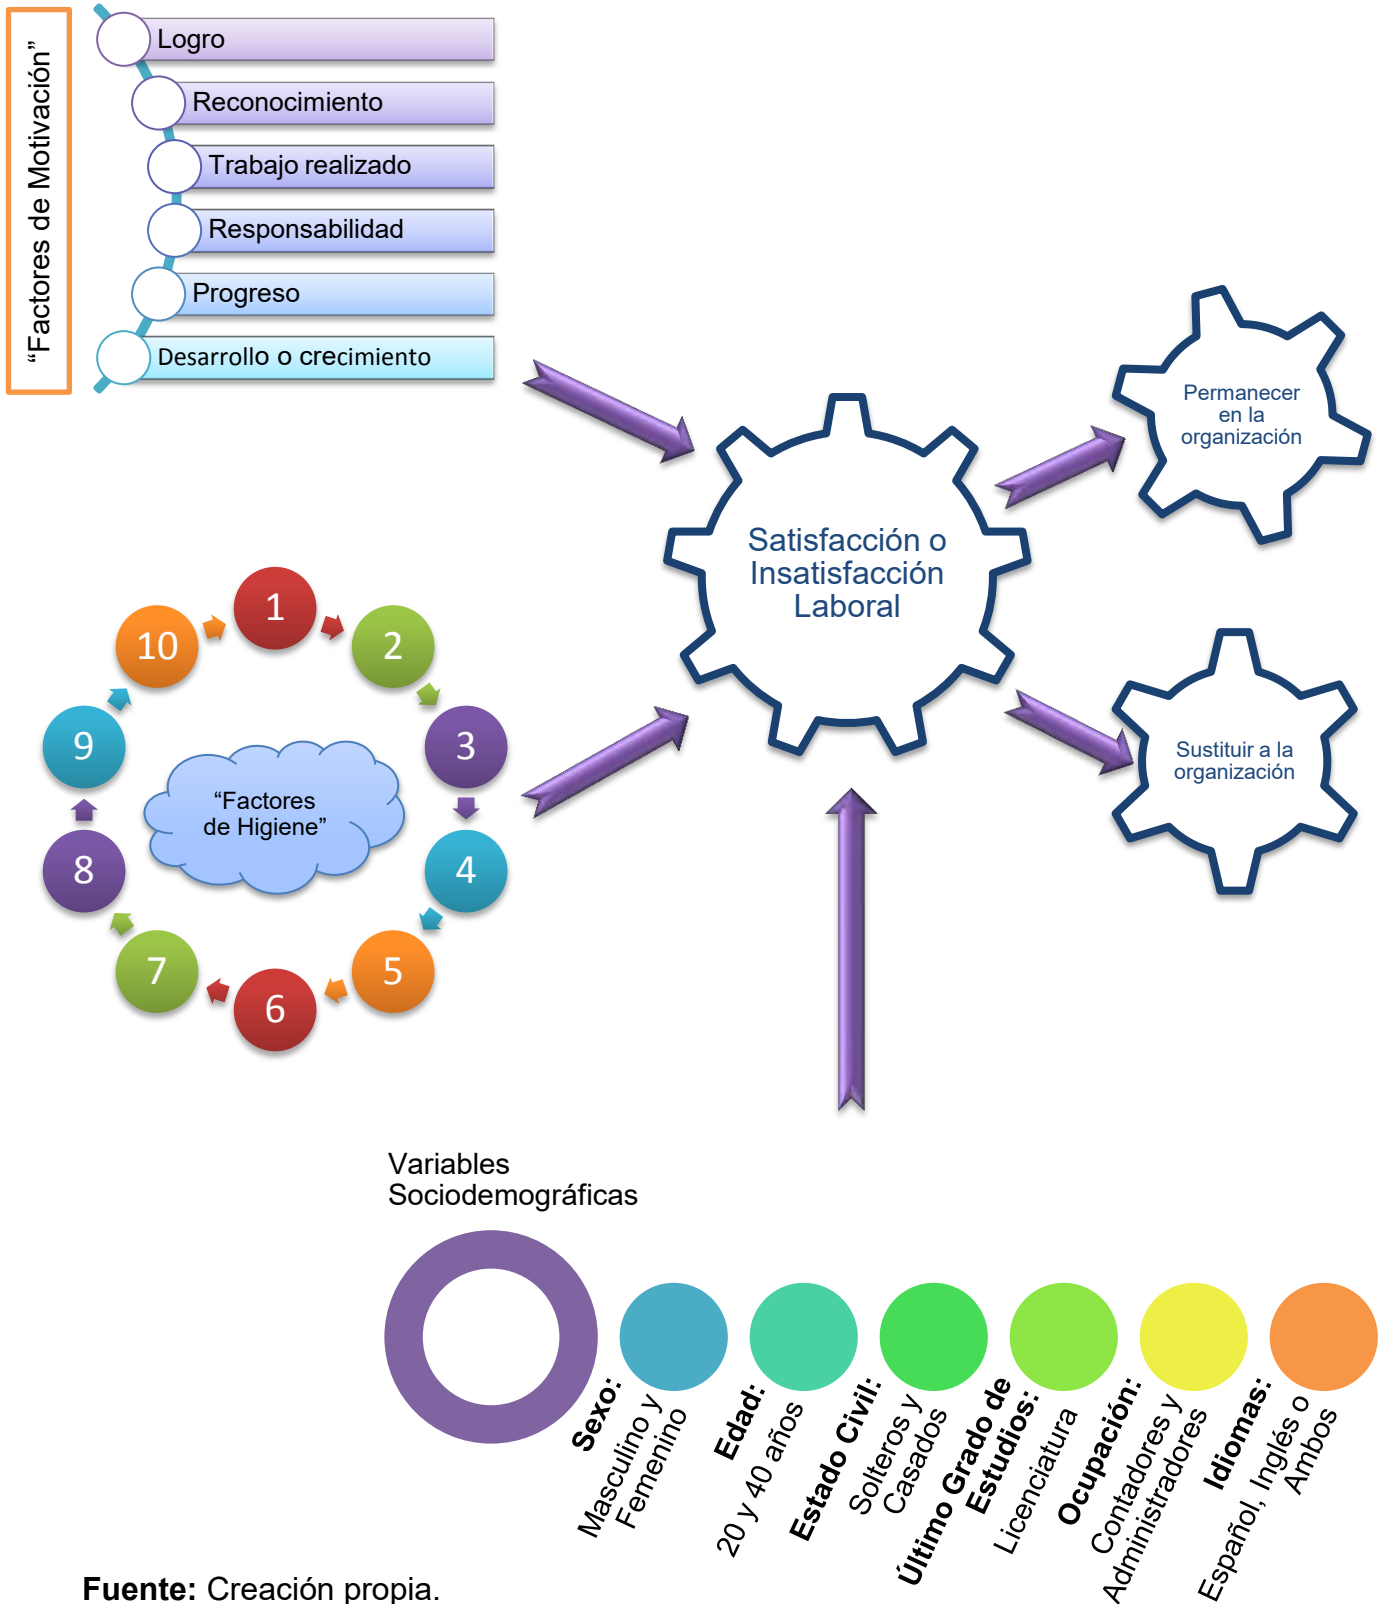 “Factores de Motivación”
Logro
Reconocimiento
Trabajo realizado
Responsabilidad
Progreso
Desarrollo o crecimiento
Permanecer
en la
organización
Satisfacción o
Insatisfacción
Laboral
Sustituir a la
organización
1
2
3
4
5
6
7
8
9
10
“Factores
de Higiene”
Variables
Sociodemográficas
Sexo:
Masculino y
Femenino
Edad:
20 y 40 años
Estado Civil:
Solteros y
Casados
Último Grado de
Estudios:
Licenciatura
Ocupación:
Contadores y
Administradores
Idiomas:
Español, Inglés o
Ambos
Fuente: Creación propia.